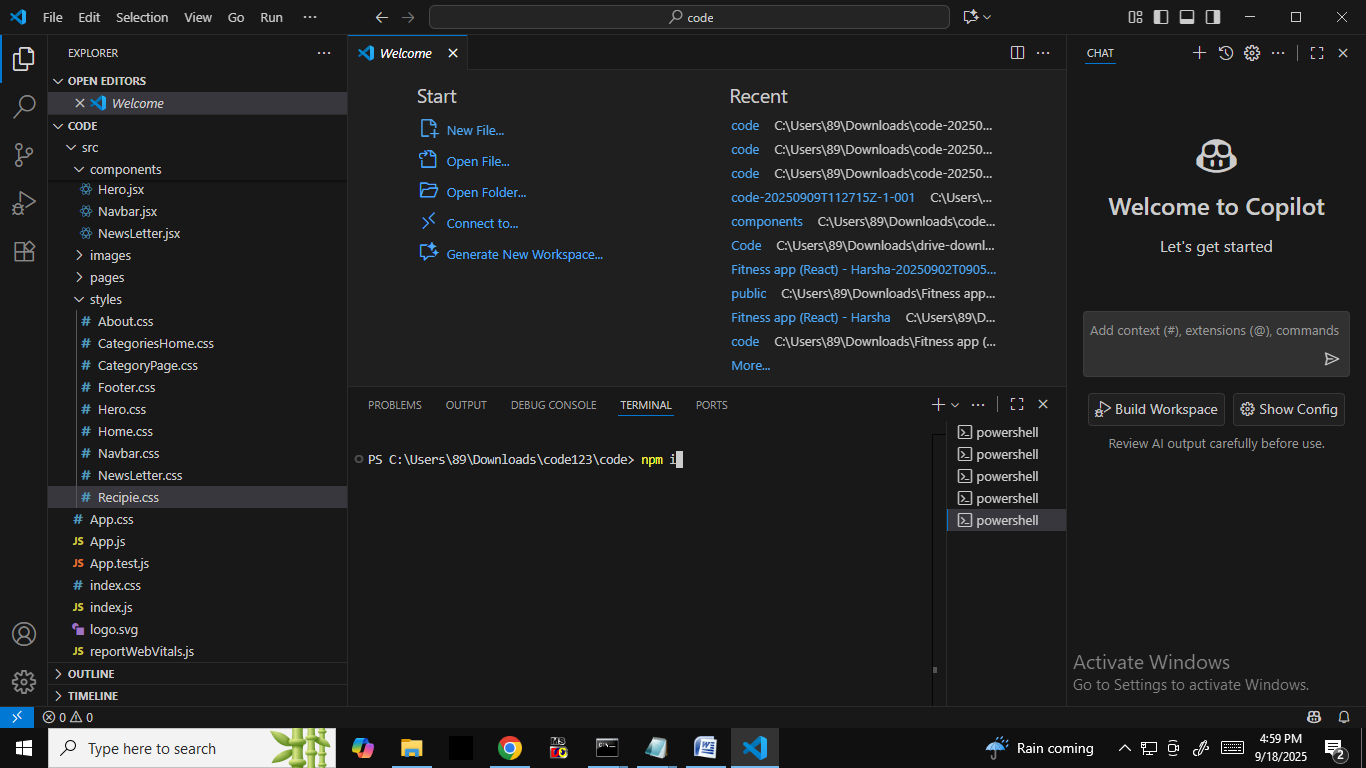 File Edit Selection View Go Run ···
code
EXPLORER
OPEN EDITORS
Welcome
CODE
src
components
Hero.jsx
Navbar.jsx
NewsLetter.jsx
images
pages
styles
# About.css
# CategoriesHome.css
# CategoryPage.css
# Footer.css
# Hero.css
# Home.css
# Navbar.css
# NewsLetter.css
# Recipie.css
# App.css
JS App.js
JS App.test.js
# index.css
JS index.js
logo.svg
JS reportWebVitals.js
OUTLINE
TIMELINE
Welcome
Start
New File...
Open File...
Open Folder...
Connect to...
Generate New Workspace...
Recent
code C:\Users\89\Downloads\code-20250...
code C:\Users\89\Downloads\code-20250...
code C:\Users\89\Downloads\code-20250...
code-20250909T112715Z-1-001 C:\Users\...
components C:\Users\89\Downloads\code...
Code C:\Users\89\Downloads\drive-downl...
Fitness app (React) - Harsha-20250902T0905...
public C:\Users\89\Downloads\Fitness app...
Fitness app (React) - Harsha C:\Users\89\D...
code C:\Users\89\Downloads\Fitness app (...
More...
PROBLEMS OUTPUT DEBUG CONSOLE TERMINAL PORTS
PS C:\Users\89\Downloads\code123\code> npm i
powershell
powershell
powershell
powershell
powershell
CHAT
Welcome to Copilot
Let's get started
Add context (#), extensions (@), commands
Build Workspace Show Config
Review AI output carefully before use.
Activate Windows
Go to Settings to activate Windows.
0 0
Type here to search
Rain coming
4:59 PM
9/18/2025
2